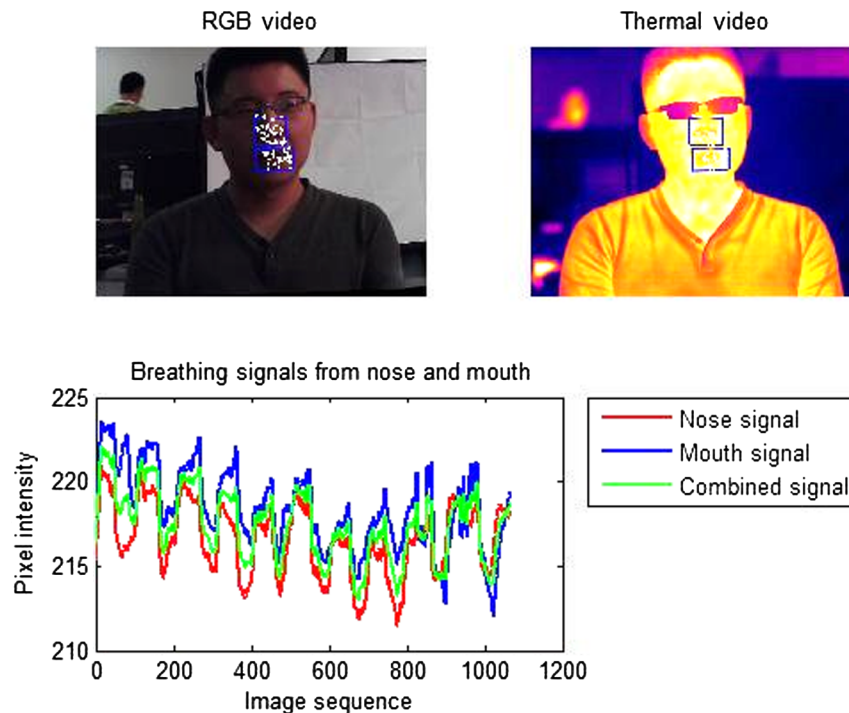 RGB video
Thermal video
Breathing signals from nose and mouth
Pixel intensity
225
220
215
210
0
200
400
600
800
1000
1200
Image sequence
Nose signal
Mouth signal
Combined signal